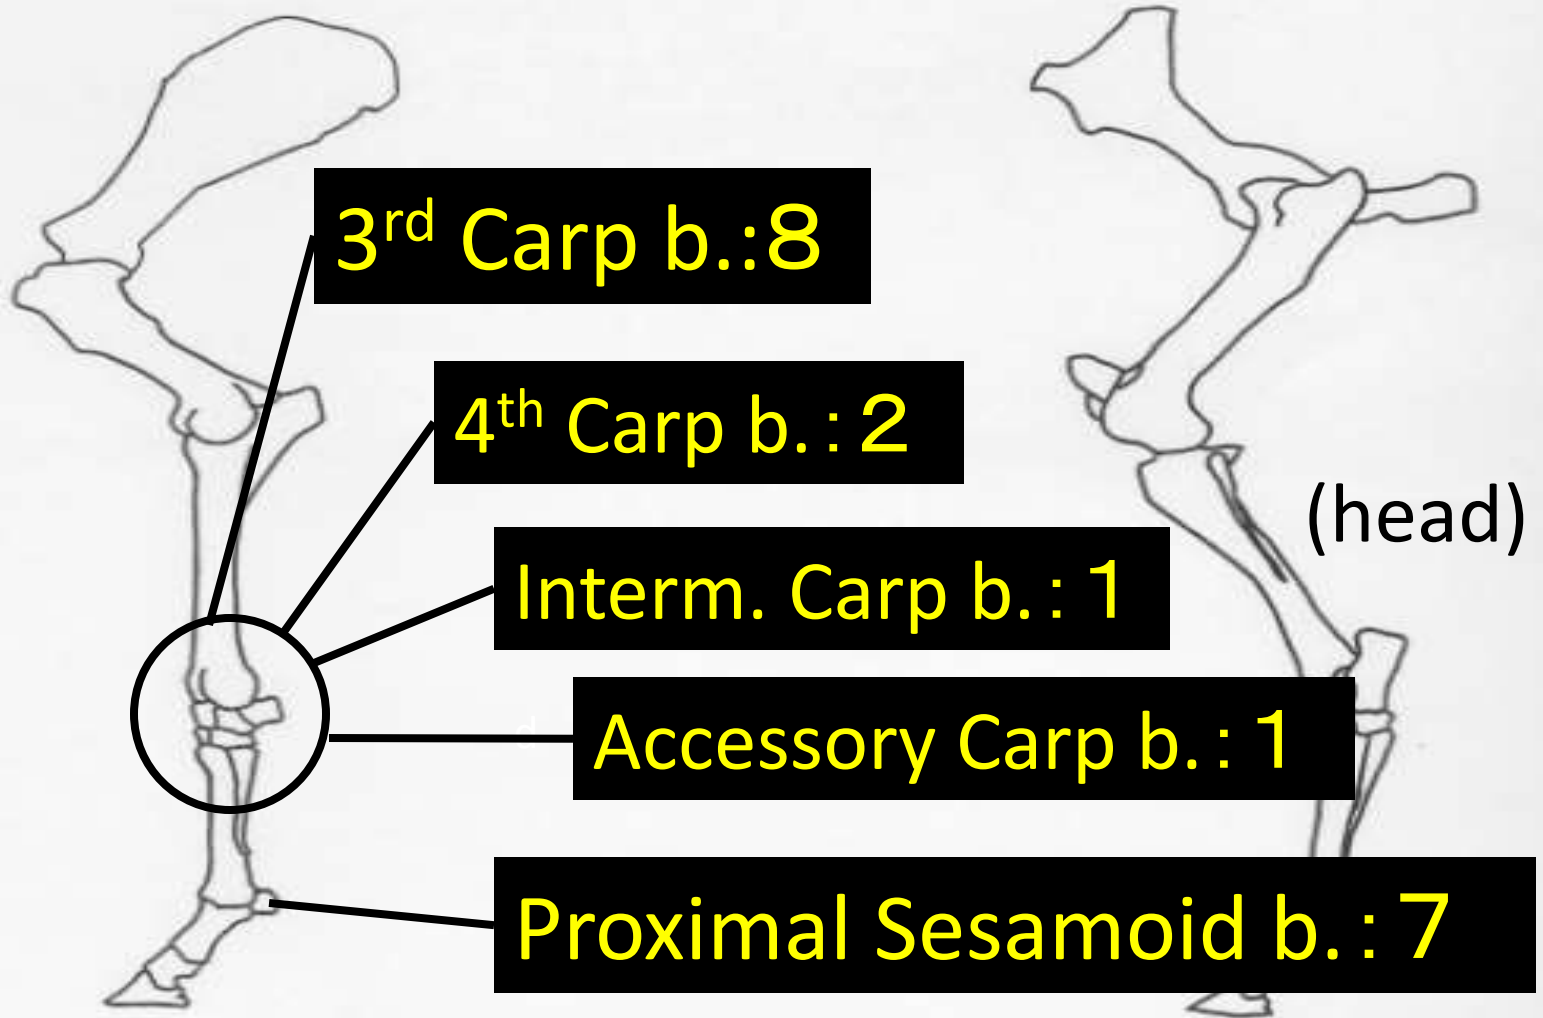 3rd Carp b.:8
4th Carp b.:2
(head)
Interm. Carp b.:1
Accessory Carp b.:1
Proximal Sesamoid b.:7